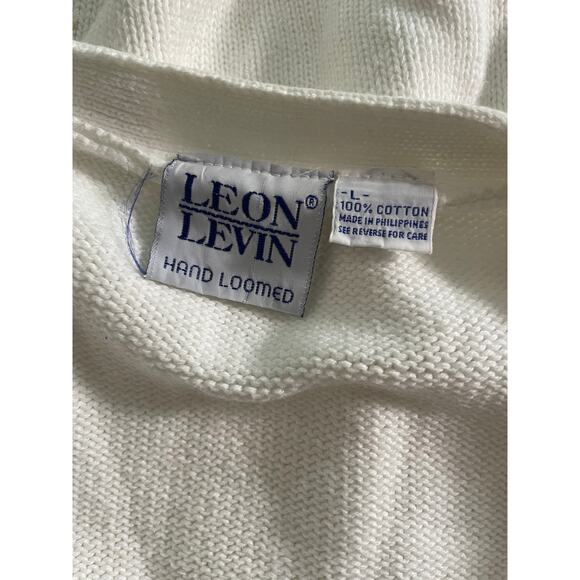 LEON®
LEVIN
HAND LOOMED
-L-
100% COTTON
MADE IN PHILIPPINES
SEE REVERSE FOR CARE